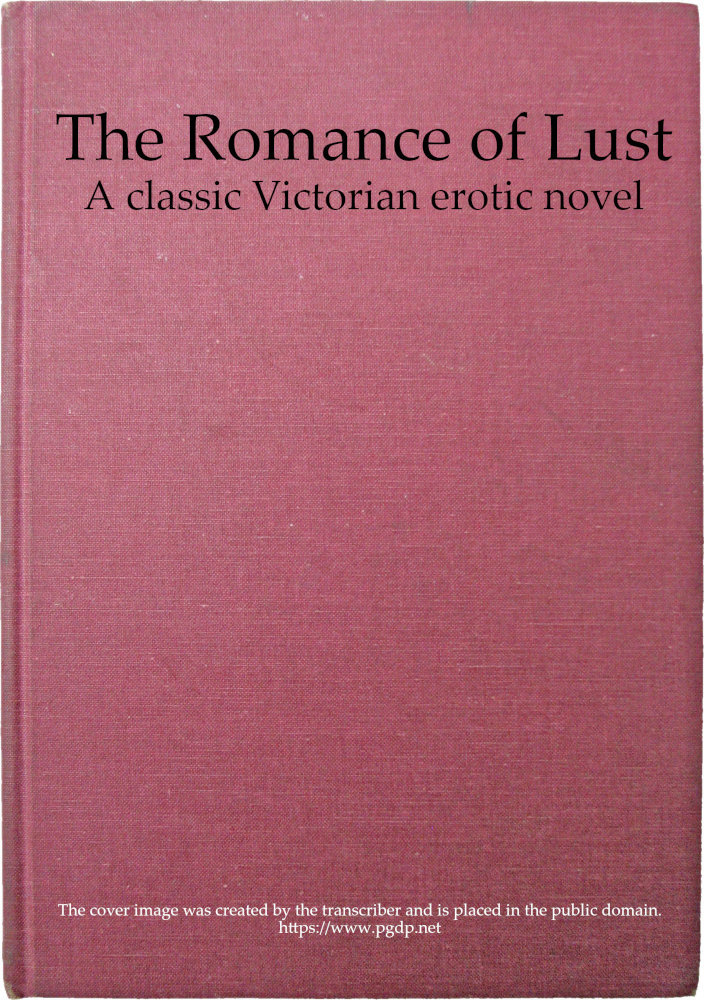 The Romance of Lust
A classic Victorian erotic novel
The cover image was created by the transcriber and is placed in the public domain.
https://www.pgdp.net